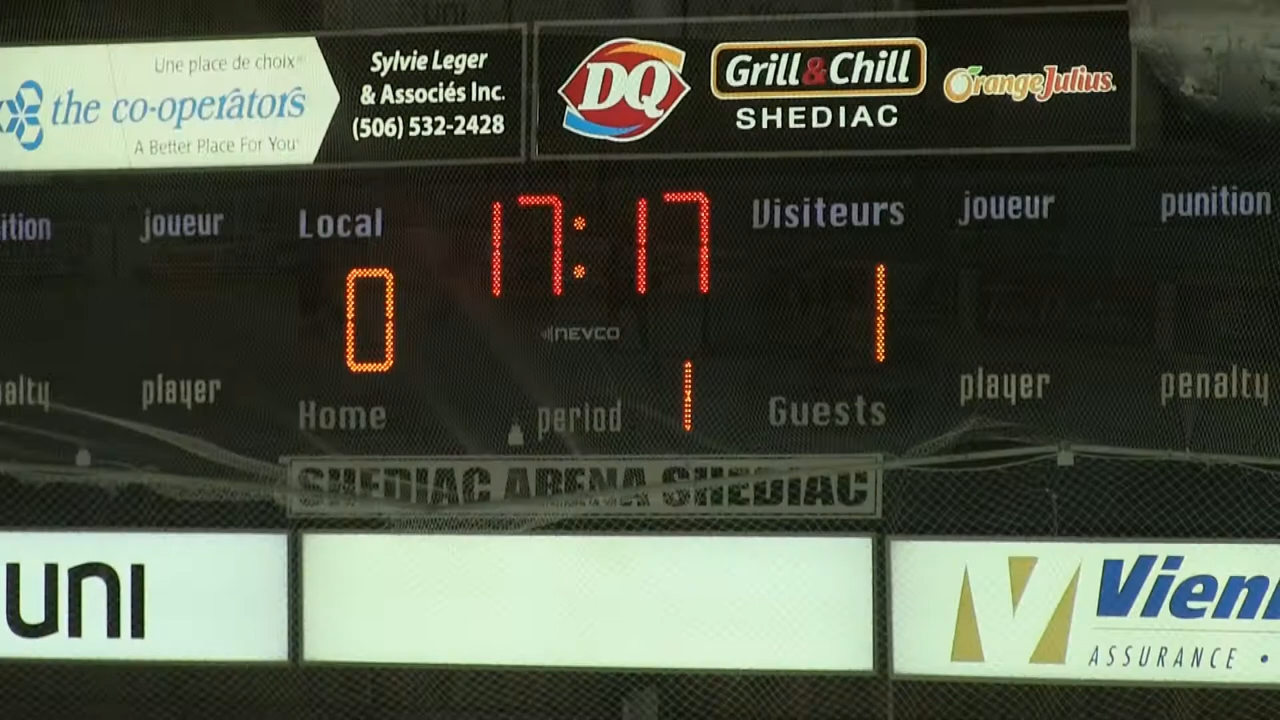 Une place de choix
the co-operators
A Better Place For You
Sylvie Leger
& Associés Inc.
(506) 532-2428
DQ
Grill & Chill
SHEDIAC
OrangeJulius.
joueur
Local
17:17
Visiteurs
joueur
punition
0
NEVCO
1
player
Home
period
1
Guests
player
penalty
SHEDIAC ARENA SHEDIAC
UNI
ASSURANCE •